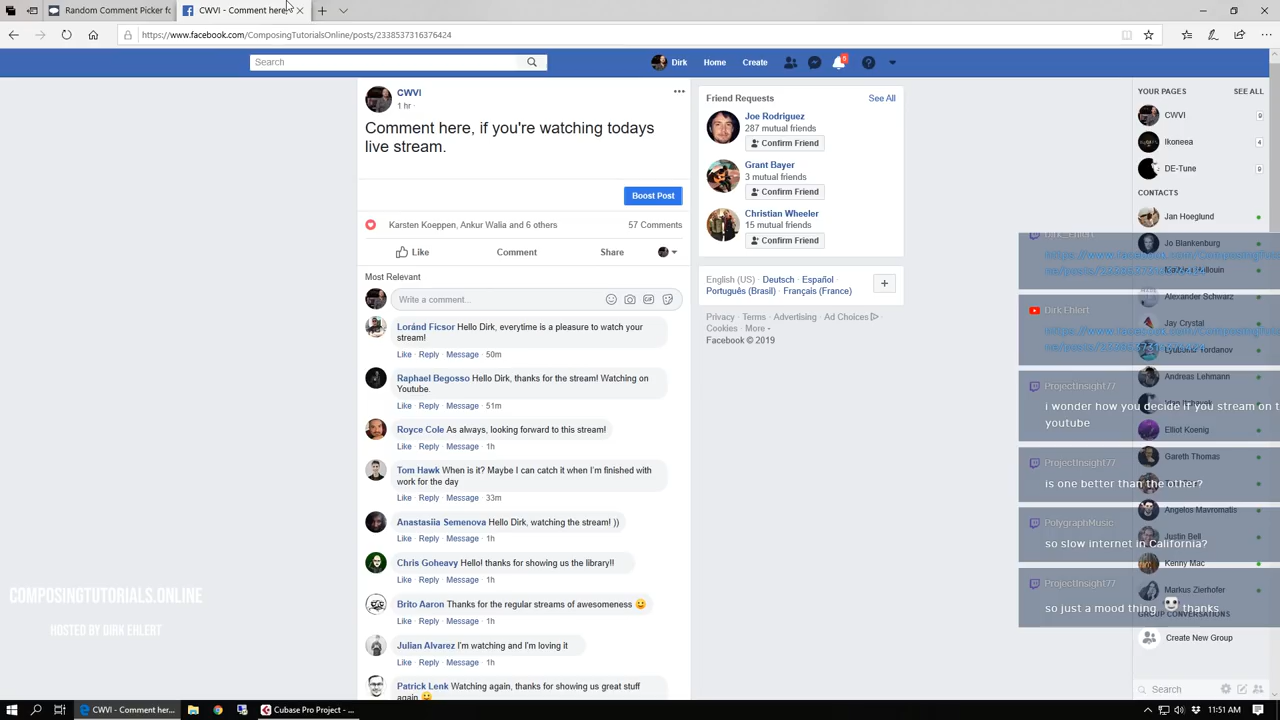 Random Comment Picker fo
CWVI - Comment here,
https://www.facebook.com/ComposingTutorialsOnline/posts/2338537316376424
Search
Dirk
Home
Create
CWVI
1 hr ·
Comment here, if you're watching todays
live stream.
Boost Post
Karsten Koeppen, Ankur Walia and 6 others
57 Comments
Like
Comment
Share
Most Relevant
Write a comment...
GIF
Loránd Ficsor Hello Dirk, everytime is a pleasure to watch your
stream!
Like · Reply · Message · 50m
Raphael Begosso Hello Dirk, thanks for the stream! Watching on
Youtube.
Like · Reply · Message · 51m
Royce Cole As always, looking forward to this stream!
Like · Reply · Message · 1h
Tom Hawk When is it? Maybe I can catch it when I'm finished with
work for the day
Like · Reply · Message · 33m
Anastasiia Semenova Hello Dirk, watching the stream! ))
Like · Reply · Message · 1h
Chris Goheavy Hello! thanks for showing us the library!!
Like · Reply · Message · 1h
Brito Aaron Thanks for the regular streams of awesomeness
Like · Reply · Message · 1h
Julian Alvarez I'm watching and I'm loving it
Like · Reply · Message · 1h
Patrick Lenk Watching again, thanks for showing us great stuff
again
Friend Requests
See All
Joe Rodriguez
287 mutual friends
Confirm Friend
Grant Bayer
3 mutual friends
Confirm Friend
Christian Wheeler
15 mutual friends
Confirm Friend
English (US) · Deutsch · Español ·
Português (Brasil) · Français (France)
Privacy · Terms · Advertising · Ad Choices ·
Cookies · More
Facebook © 2019
YOUR PAGES
SEE ALL
CWVI
9
Ikoneea
4
DE-Tune
9
CONTACTS
Jan Hoeglund
Jo Blankenburg
Alexander Schwarz
Dirk Ehlert
Jay Crystal
Andreas Lehmann
ProjectInsight77
i wonder how you decide if you stream on t
youtube
Elliot Koenig
Gareth Thomas
ProjectInsight77
is one better than the other?
Angelos Mavromatis
PolygraphMusic
Justin Bell
so slow internet in California?
Kenny Mac
ProjectInsight77
Markus Zierhofer
so just a mood thing thanks
GROUP CONVERSATIONS
Create New Group
Search
COMPOSINGTUTORIALS.ONLINE
HOSTED BY DIRK EHLERT
CWVI - Comment her...
Cubase Pro Project - ...
11:51 AM